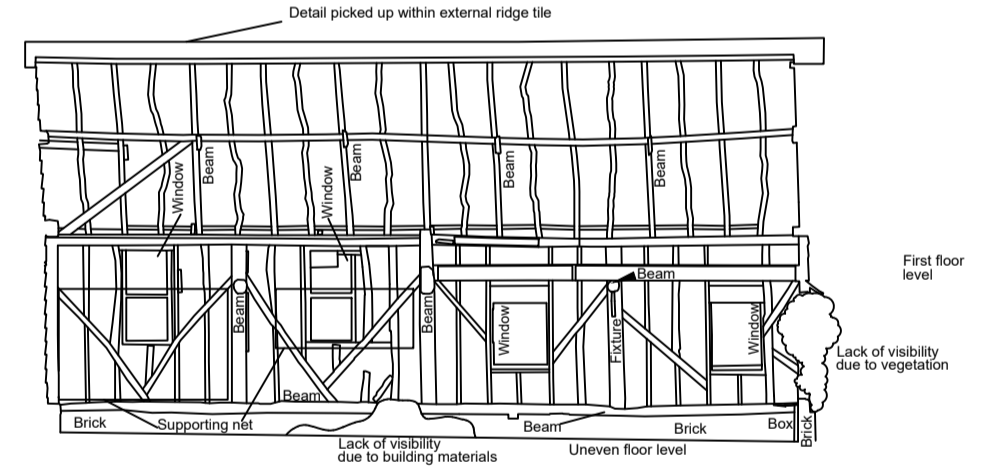 Detail picked up within external ridge tile
Beam
Beam
Beam
Beam
Window
Window
First floor
level
Beam
Beam
Beam
Window
Fixture
Window
Lack of visibility
due to vegetation
Beam
Brick
Supporting net
Beam
Brick
Box
Brick
Lack of visibility
due to building materials
Uneven floor level